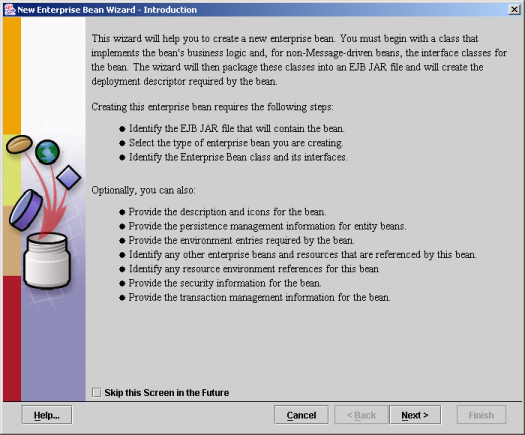 New Enterprise Bean Wizard - Introduction
This wizard will help you to create a new enterprise bean. You must begin with a class that
implements the bean's business logic and, for non-Message-driven beans, the interface classes for
the bean. The wizard will then package these classes into an EJB JAR file and will create the
deployment descriptor required by the bean.
Creating this enterprise bean requires the following steps:
● Identify the EJB JAR file that will contain the bean.
● Select the type of enterprise bean you are creating.
● Identify the Enterprise Bean class and its interfaces.
Optionally, you can also:
● Provide the description and icons for the bean.
● Provide the persistence management information for entity beans.
● Provide the environment entries required by the bean.
● Identify any other enterprise beans and resources that are referenced by this bean.
● Identify any resource environment references for this bean
● Provide the security information for the bean.
● Provide the transaction management information for the bean.
Skip this Screen in the Future
Help...
Cancel
< Back
Next >
Finish